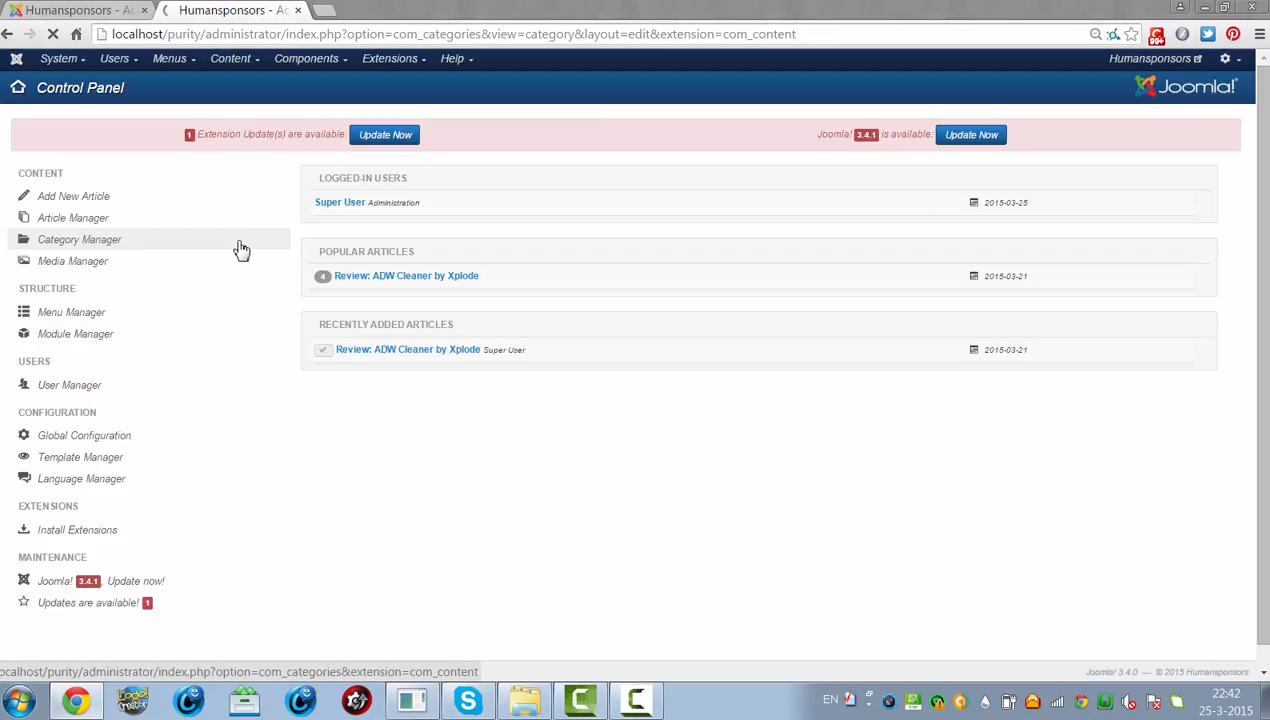 Humansponsors - Ac
Humansponsors - Ac
localhost/purity/administrator/index.php?option=com_categories&view=category&layout=edit&extension=com_content
99+
System Users Menus Content Components Extensions Help Humansponsors
Control Panel Joomla!
1 Extension Update(s) are available: Update Now Joomla! 3.4.1 is available: Update Now
CONTENT
Add New Article
Article Manager
Category Manager
Media Manager
STRUCTURE
Menu Manager
Module Manager
USERS
User Manager
CONFIGURATION
Global Configuration
Template Manager
Language Manager
EXTENSIONS
Install Extensions
MAINTENANCE
Joomla! 3.4.1, Update now!
Updates are available! 1
LOGGED-IN USERS
Super User Administration 2015-03-25
POPULAR ARTICLES
4 Review: ADW Cleaner by Xplode 2015-03-21
RECENTLY ADDED ARTICLES
Review: ADW Cleaner by Xplode Super User 2015-03-21
localhost/purity/administrator/index.php?option=com_categories&extension=com_content
Joomla! 3.4.0 — © 2015 Humansponsors
EN
22:42
25-3-2015